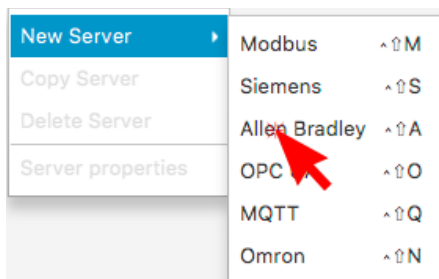 New Server
Copy Server
Delete Server
Server properties
Modbus ^⇧M
Siemens ^⇧S
Allen Bradley ^⇧A
OPC ^⇧O
MQTT ^⇧Q
Omron ^⇧N